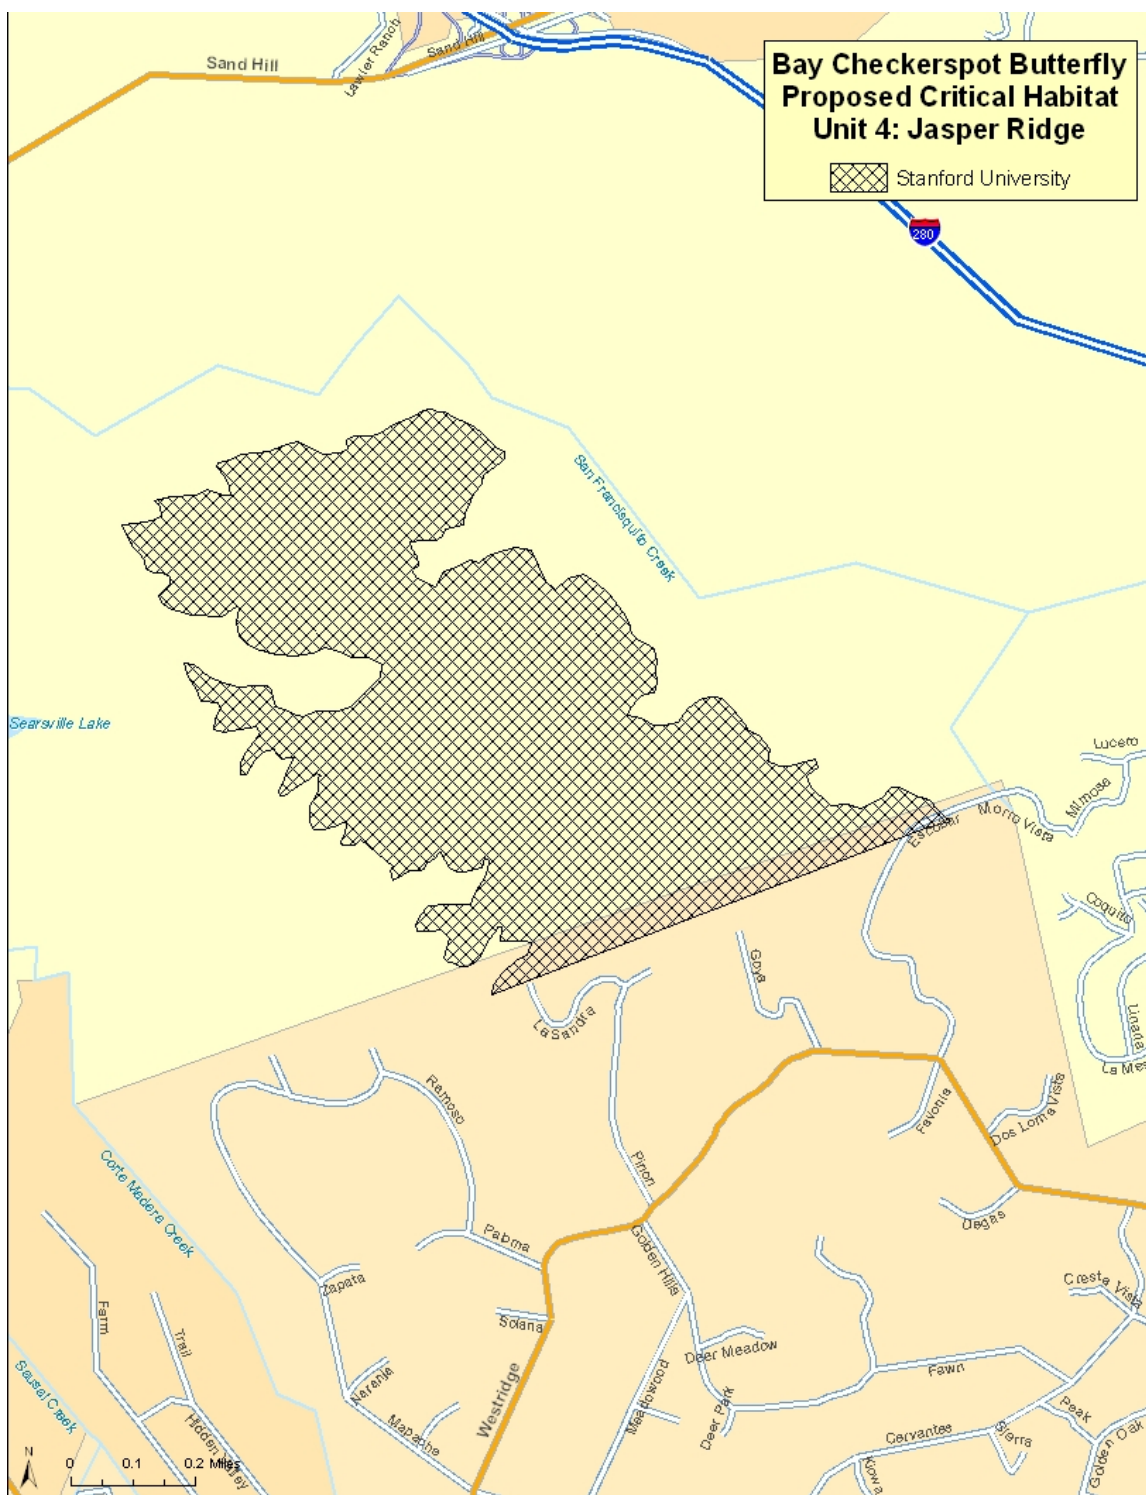 Lawler Ranch
Sand Hill
Sand Hill
Bay Checkerspot Butterfly
Proposed Critical Habitat
Unit 4: Jasper Ridge
Stanford University
280
San Francisquito Creek
Searsville Lake
Lucero
Mimosa
Morro Vista
Escobar
Coquito
Goya
La Sandra
Linaria
La Mes
Ramoso
Favonia
Dos Loma Vista
Pinon
Corte Madera Creek
Degas
Palma
Golden Hills
Zapata
Cresta Vista
Farm
Solana
Trail
Deer Meadow
Fawn
Naranja
Sausal Creek
Westridge
Meadowood
Deer Park
Peak
Hidden Valley
Mapache
Cervantes
Sierra
Golden Oak
Kiowa
N
0 0.1 0.2 Miles